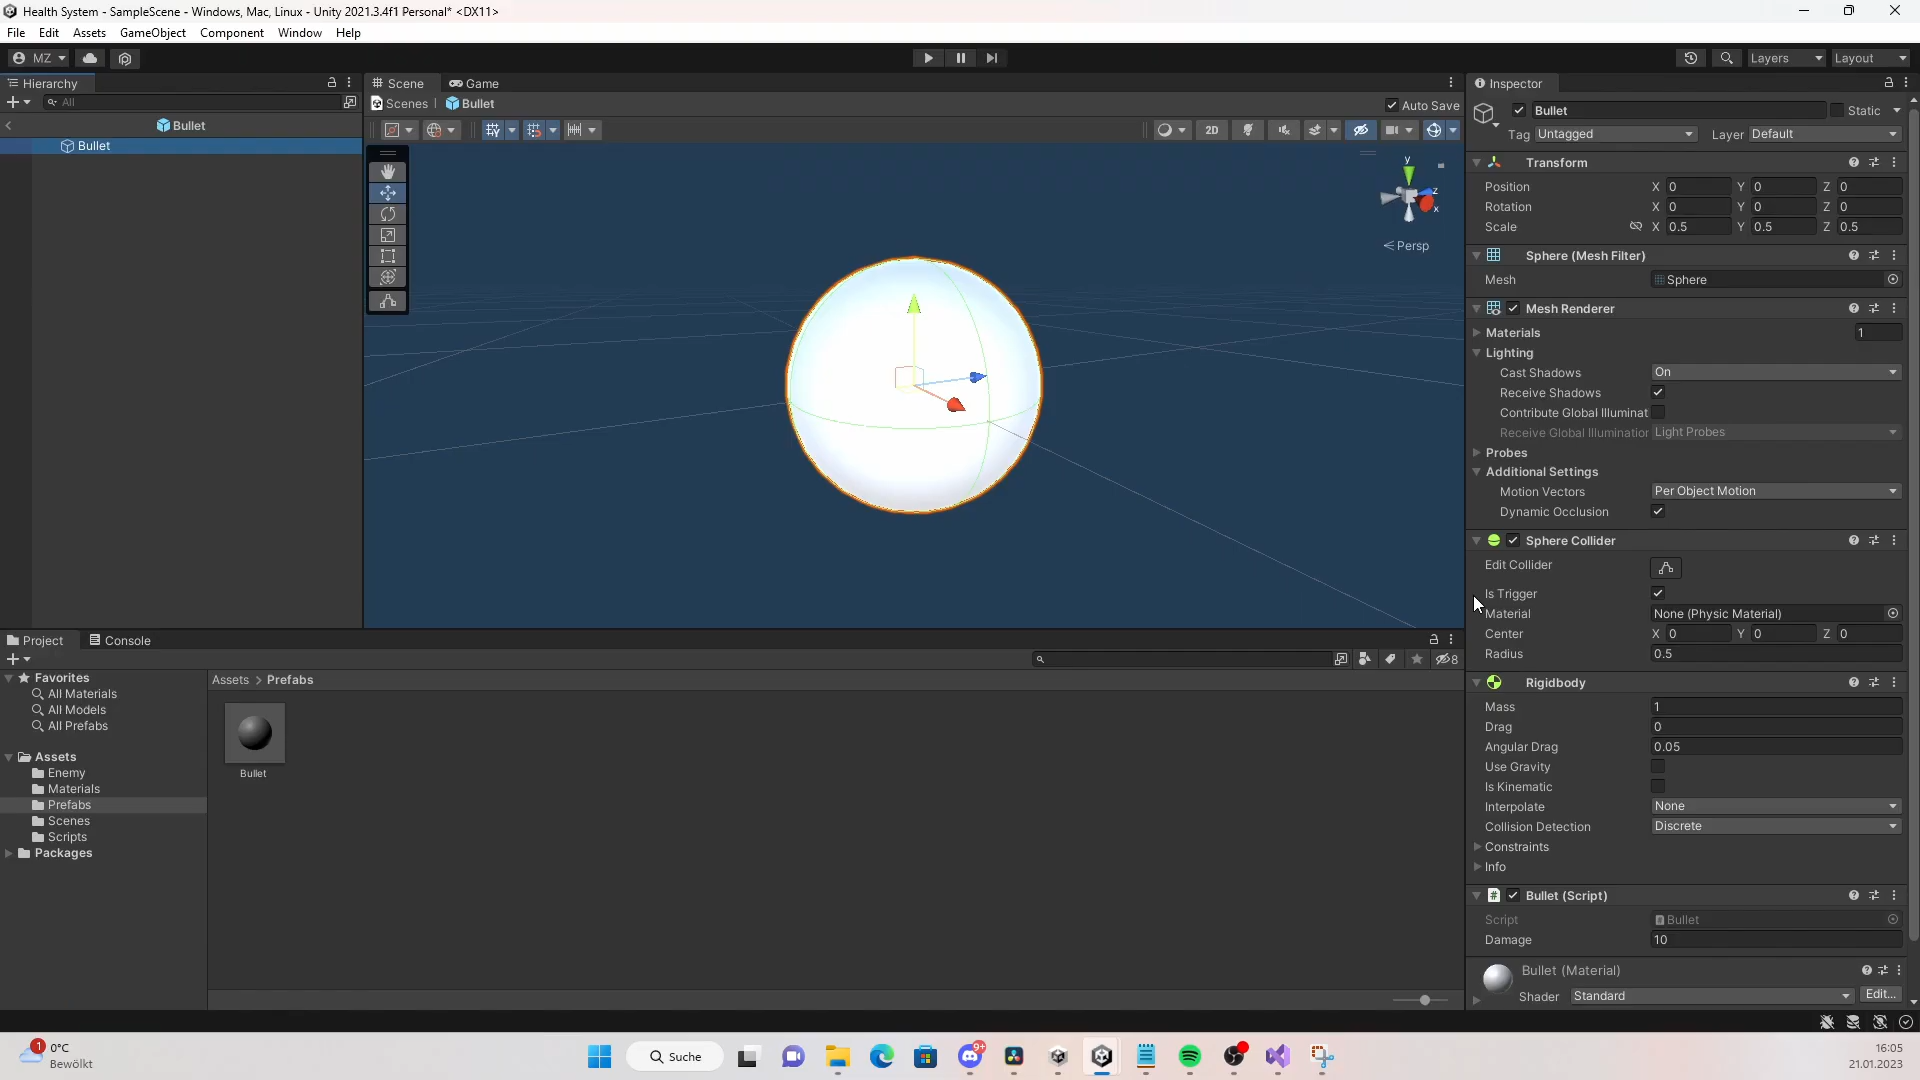 Health System - SampleScene - Windows, Mac, Linux - Unity 2021.3.4f1 Personal* <DX11>
File Edit Assets GameObject Component Window Help
MZ Layers Layout
Hierarchy
All
Bullet
Bullet
Scene Game
Scenes Bullet Auto Save
2D
y
z
x
Persp
Inspector
Bullet Static
Tag Untagged Layer Default
Transform
Position X 0 Y 0 Z 0
Rotation X 0 Y 0 Z 0
Scale X 0.5 Y 0.5 Z 0.5
Sphere (Mesh Filter)
Mesh Sphere
Mesh Renderer
Materials 1
Lighting
Cast Shadows On
Receive Shadows
Contribute Global Illuminat
Receive Global Illumination Light Probes
Probes
Additional Settings
Motion Vectors Per Object Motion
Dynamic Occlusion
Sphere Collider
Edit Collider
Is Trigger
Material None (Physic Material)
Center X 0 Y 0 Z 0
Radius 0.5
Rigidbody
Mass 1
Drag 0
Angular Drag 0.05
Use Gravity
Is Kinematic
Interpolate None
Collision Detection Discrete
Constraints
Info
Bullet (Script)
Script Bullet
Damage 10
Bullet (Material)
Shader Standard Edit...
Project Console
8
Favorites
All Materials
All Models
All Prefabs
Assets
Enemy
Materials
Prefabs
Scenes
Scripts
Packages
Assets > Prefabs
Bullet
1
0°C
Bewölkt
Suche
9+
16:05
21.01.2023